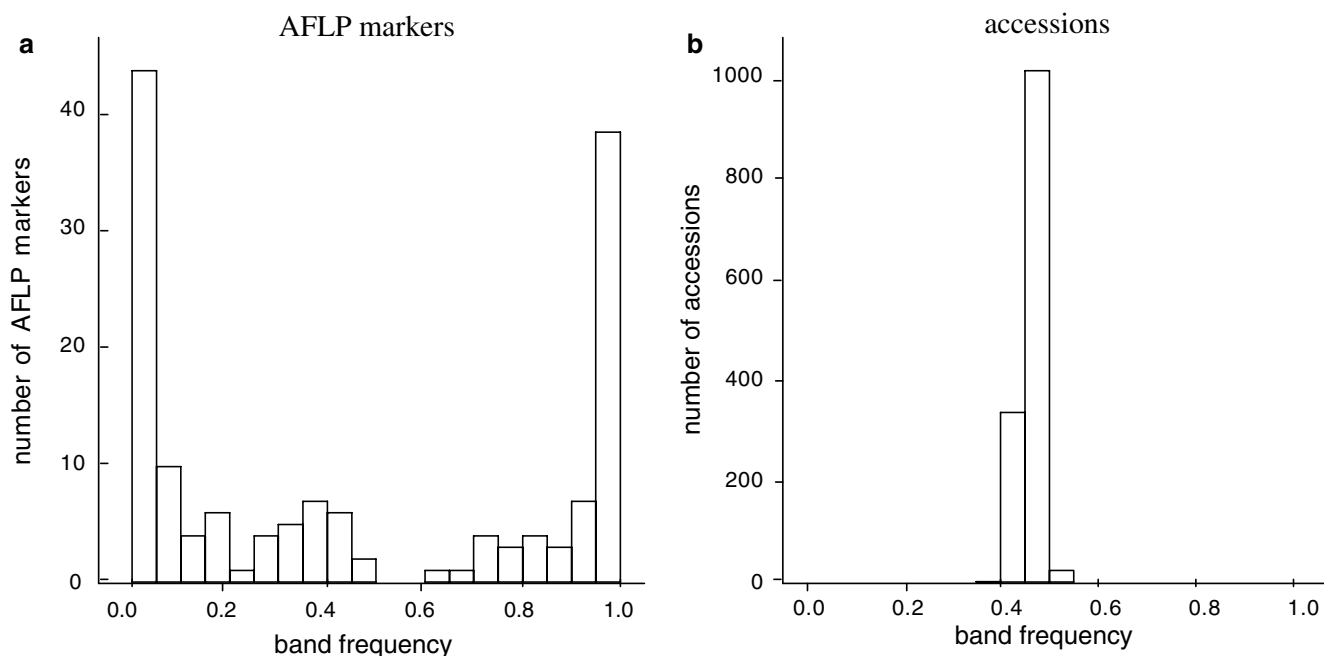 a
AFLP markers
number of AFLP markers
40
30
20
10
0
0.0 0.2 0.4 0.6 0.8 1.0
band frequency
b
accessions
number of accessions
1000
800
600
400
200
0
0.0 0.2 0.4 0.6 0.8 1.0
band frequency